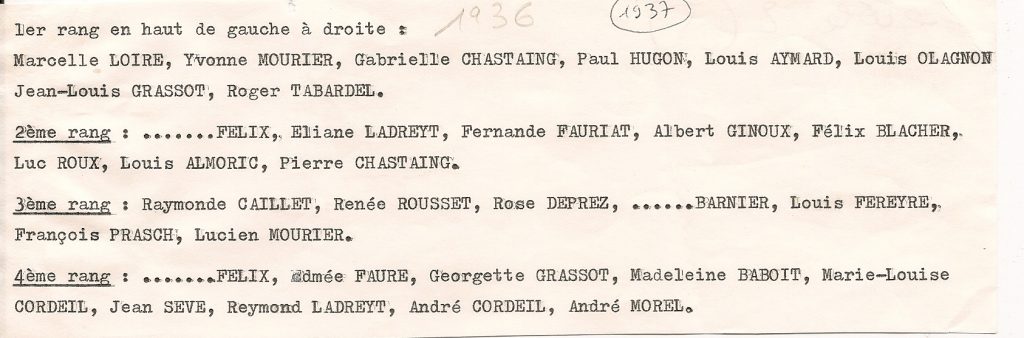 1936 1937
1er rang en haut de gauche à droite :
Marcelle LOIRE, Yvonne MOURIER, Gabrielle CHASTAING, Paul HUGON, Louis AYMARD, Louis OLAGNON
Jean-Louis GRASSOT, Roger TABARDEL.
2ème rang : .......FELIX, Eliane LADREYT, Fernande FAURIAT, Albert GINOUX, Félix BLACHER,
Luc ROUX, Louis ALMORIC, Pierre CHASTAING.
3ème rang : Raymonde CAILLET, Renée ROUSSET, Rose DEPREZ, ......BARNIER, Louis FEREYRE,
François PRASCH, Lucien MOURIER.
4ème rang : .......FELIX, Edmée FAURE, Georgette GRASSOT, Madeleine BABOIT, Marie-Louise
CORDEIL, Jean SEVE, Reymond LADREYT, André CORDEIL, André MOREL.